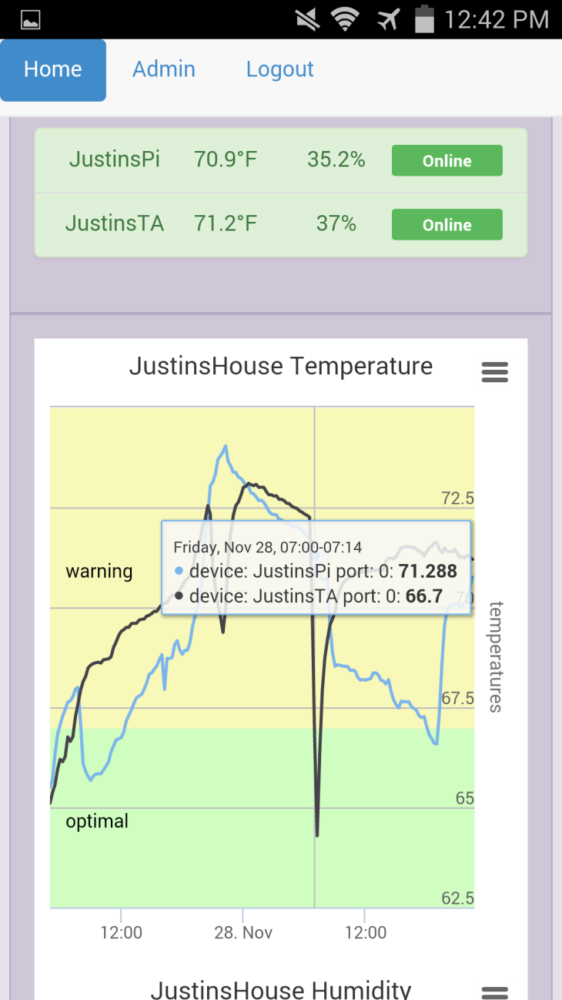 12:42 PM
Home Admin Logout
JustinsPi 70.9°F 35.2% Online
JustinsTA 71.2°F 37% Online
JustinsHouse Temperature
72.5
Friday, Nov 28, 07:00-07:14
warning
● device: JustinsPi port: 0: 71.288
● device: JustinsTA port: 0: 66.7
70
temperatures
67.5
65
optimal
62.5
12:00 28. Nov 12:00
JustinsHouse Humidity